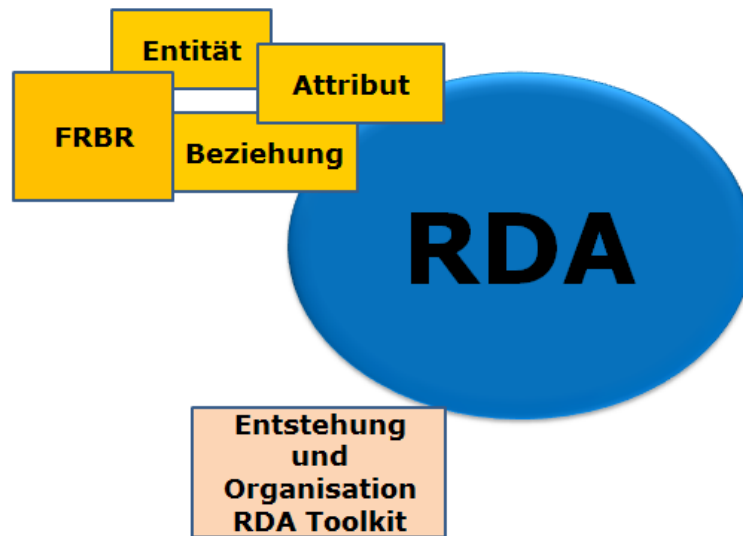 Entität
Attribut
FRBR
Beziehung
RDA
Entstehung
und
Organisation
RDA Toolkit